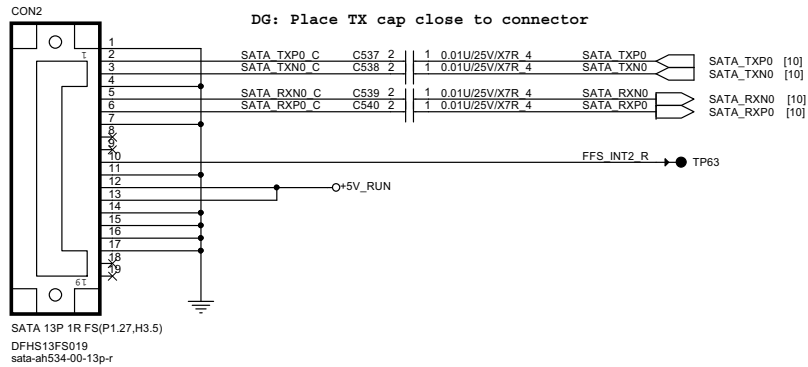 CON2
DG: Place TX cap close to connector
1
1
2 SATA_TXP0_C C537 2 1 0.01U/25V/X7R_4 SATA_TXP0 SATA_TXP0 [10]
3 SATA_TXN0_C C538 2 1 0.01U/25V/X7R_4 SATA_TXN0 SATA_TXN0 [10]
4
5 SATA_RXN0_C C539 2 1 0.01U/25V/X7R_4 SATA_RXN0 SATA_RXN0 [10]
6 SATA_RXP0_C C540 2 1 0.01U/25V/X7R_4 SATA_RXP0 SATA_RXP0 [10]
7
8
9
10 FFS_INT2_R TP63
11
12 +5V_RUN
13
14
15
16
17
18
19
19
SATA 13P 1R FS(P1.27,H3.5)
DFHS13FS019
sata-ah534-00-13p-r